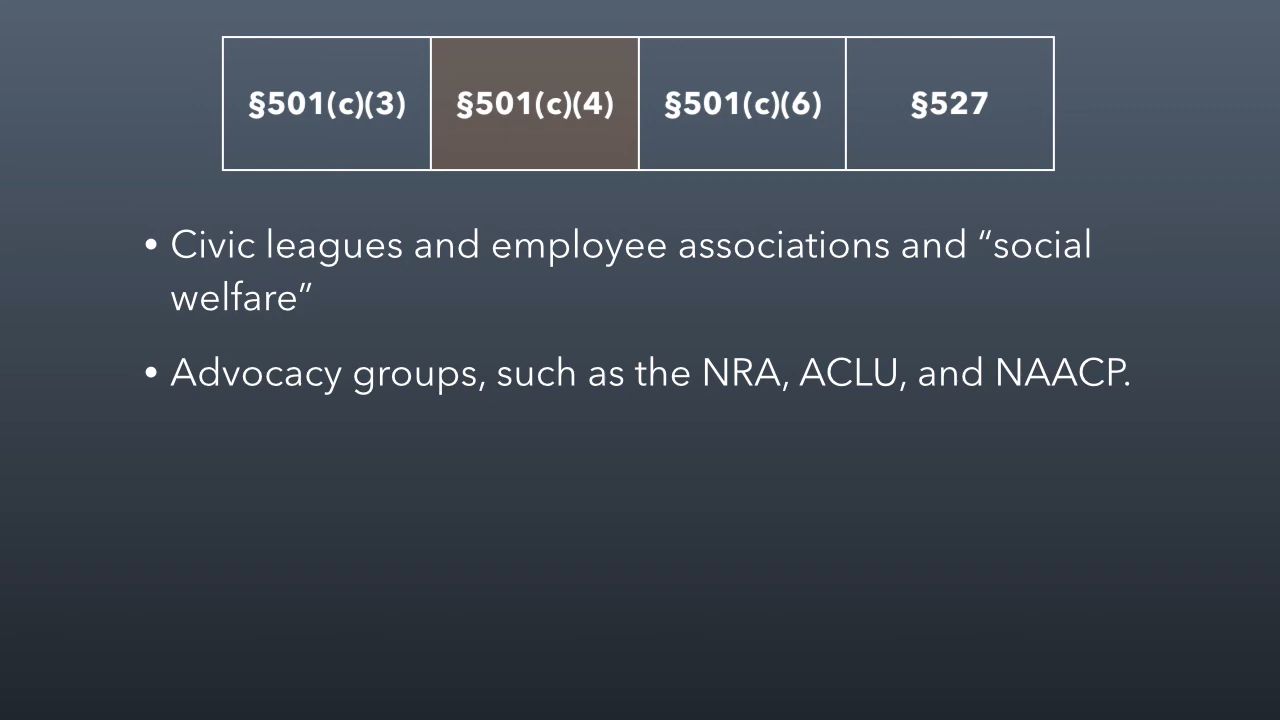 §501(c)(3) §501(c)(4) §501(c)(6) §527
• Civic leagues and employee associations and “social
welfare”
• Advocacy groups, such as the NRA, ACLU, and NAACP.